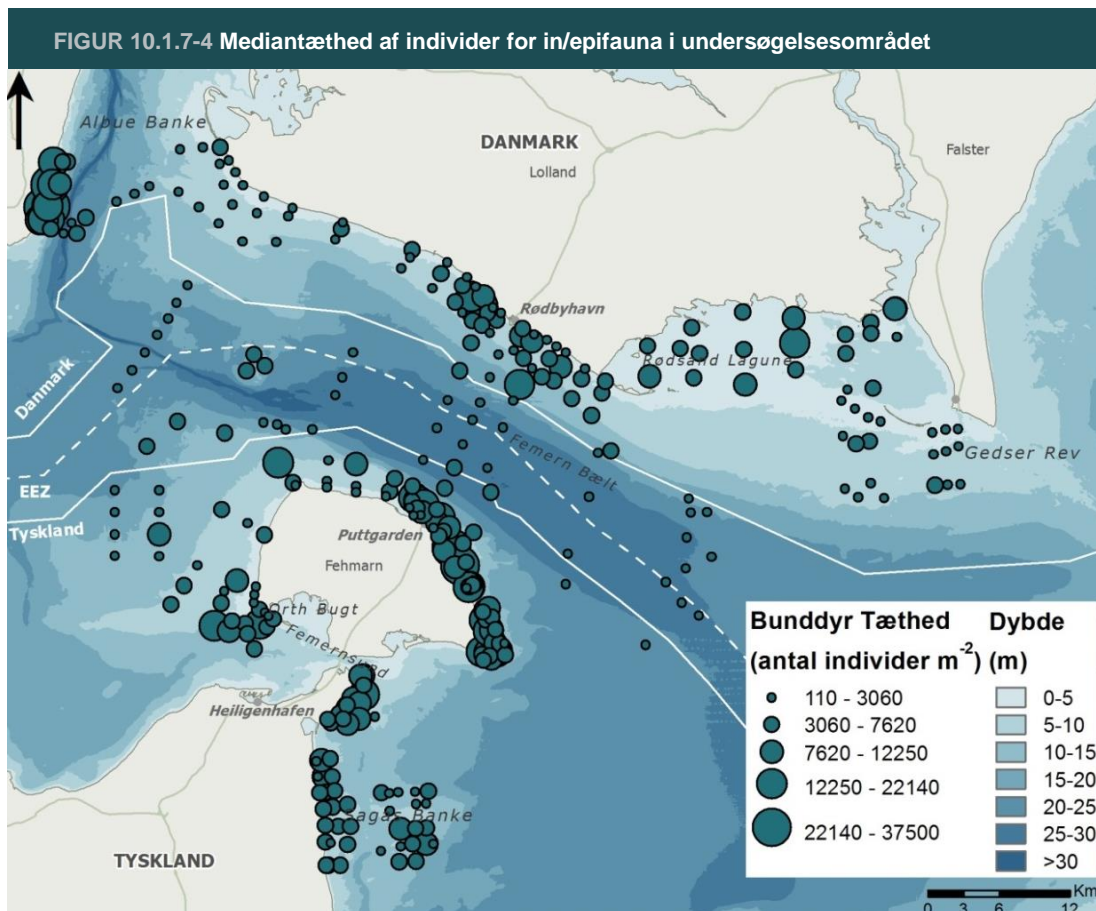 FIGUR 10.1.7-4 Mediantæthed af individer for in/epifauna i undersøgelsesområdet
Albue Banke
DANMARK
Lolland
Falster
Rødbyhavn
Rødsand Lagune
Gedser Rev
Danmark
Femern Bælt
EEZ
Tyskland
Puttgarden
Fehmarn
Orth Bugt
Femernsund
Heiligenhafen
Sagas Banke
TYSKLAND
Bunddyr Tæthed
(antal individer m⁻²)
110 - 3060
3060 - 7620
7620 - 12250
12250 - 22140
22140 - 37500
Dybde
(m)
0-5
5-10
10-15
15-20
20-25
25-30
>30
Km
0 3 6 12